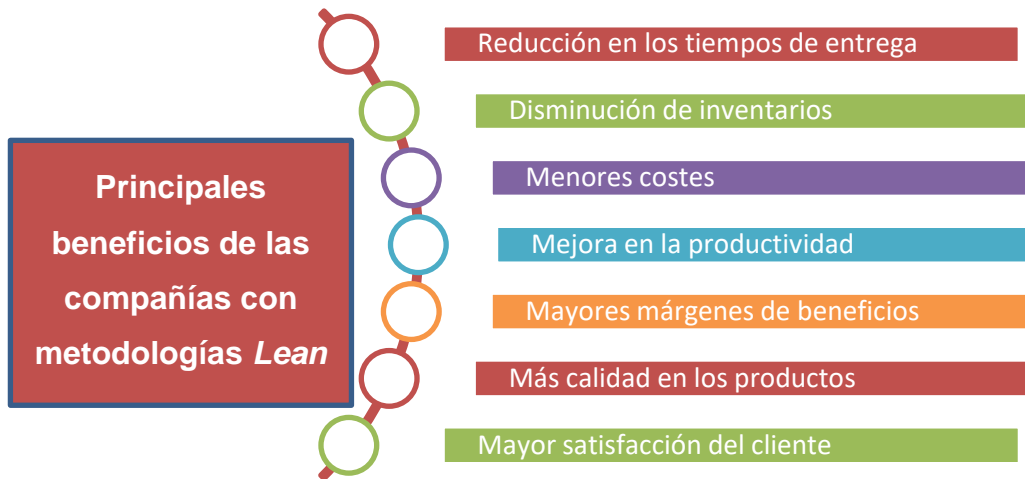 Principales
beneficios de las
compañías con
metodologías Lean
Reducción en los tiempos de entrega
Disminución de inventarios
Menores costes
Mejora en la productividad
Mayores márgenes de beneficios
Más calidad en los productos
Mayor satisfacción del cliente